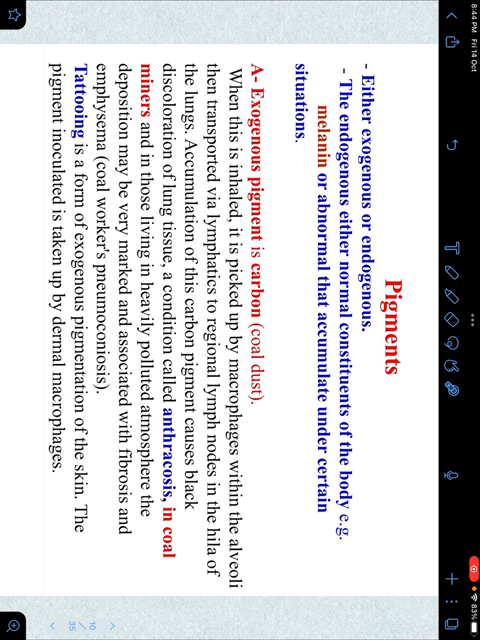 8:44 PM Fri 14 Oct
83%
Pigments
- Either exogenous or endogenous.
- The endogenous either normal constituents of the body e.g.
melanin or abnormal that accumulate under certain
situations.
A- Exogenous pigment is carbon (coal dust).
When this is inhaled, it is picked up by macrophages within the alveoli
then transported via lymphatics to regional lymph nodes in the hila of
the lungs. Accumulation of this carbon pigment causes black
discoloration of lung tissue, a condition called anthracosis, in coal
miners and in those living in heavily polluted atmosphere the
deposition may be very marked and associated with fibrosis and
emphysema (coal worker's pneumoconiosis).
Tattooing is a form of exogenous pigmentation of the skin. The
pigment inoculated is taken up by dermal macrophages.
10 / 35